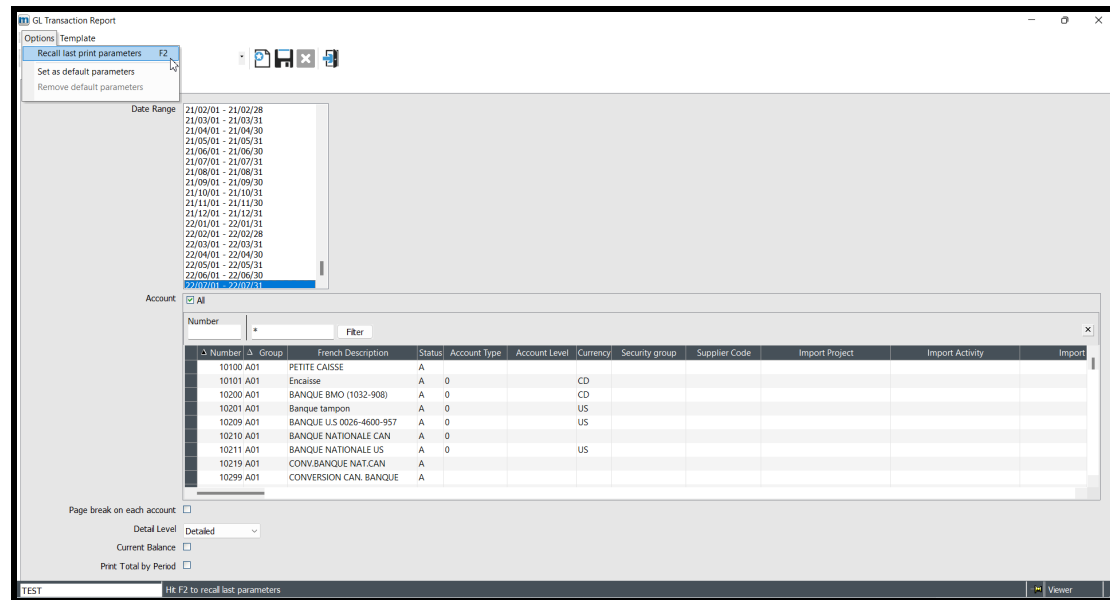 m GL Transaction Report
Options Template
Recall last print parameters F2
Set as default parameters
Remove default parameters
Date Range
21/02/01 - 21/02/28
21/03/01 - 21/03/31
21/04/01 - 21/04/30
21/05/01 - 21/05/31
21/06/01 - 21/06/30
21/07/01 - 21/07/31
21/08/01 - 21/08/31
21/09/01 - 21/09/30
21/10/01 - 21/10/31
21/11/01 - 21/11/30
21/12/01 - 21/12/31
22/01/01 - 22/01/31
22/02/01 - 22/02/28
22/03/01 - 22/03/31
22/04/01 - 22/04/30
22/05/01 - 22/05/31
22/06/01 - 22/06/30
22/07/01 - 22/07/31
Account All
Number
* Filter
Number Group French Description Status Account Type Account Level Currency Security group Supplier Code Import Project Import Activity Import
10100 A01 PETITE CAISSE A
10101 A01 Encaisse A 0 CD
10200 A01 BANQUE BMO (1032-908) A 0 CD
10201 A01 Banque tampon A 0 US
10209 A01 BANQUE U.S 0026-4600-957 A 0 US
10210 A01 BANQUE NATIONALE CAN A 0
10211 A01 BANQUE NATIONALE US A 0 US
10219 A01 CONV.BANQUE NAT.CAN A
10299 A01 CONVERSION CAN. BANQUE A
Page break on each account
Detail Level Detailed
Current Balance
Print Total by Period
TEST Hit F2 to recall last parameters Viewer